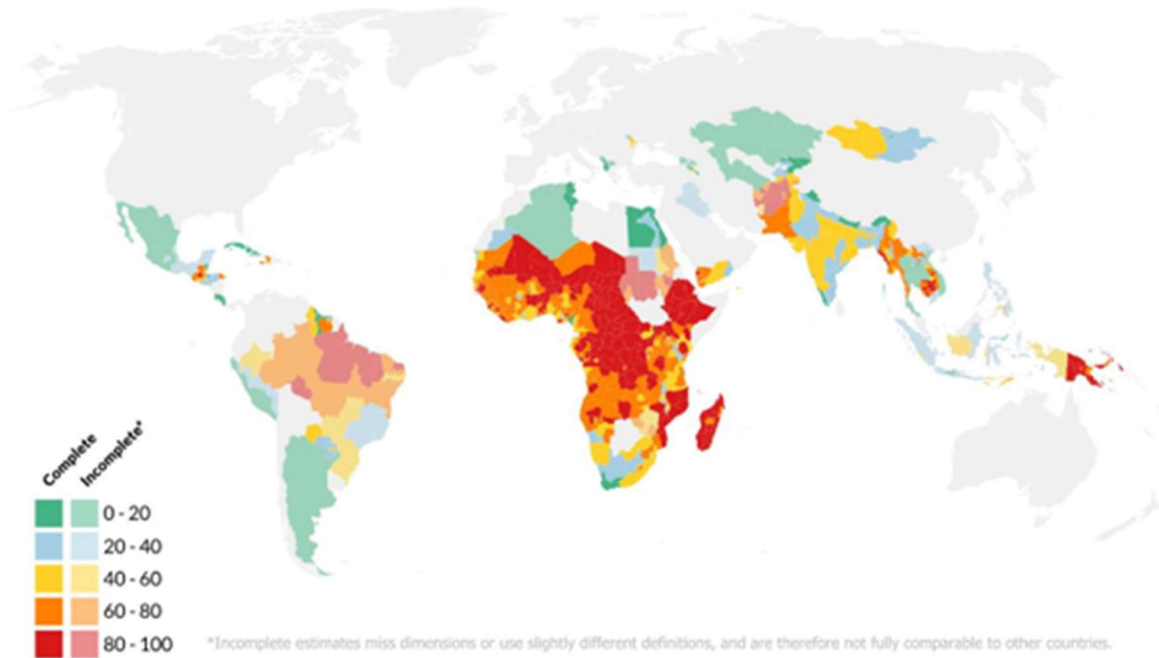 Complete
Incomplete*
0 - 20
20 - 40
40 - 60
60 - 80
80 - 100
*Incomplete estimates miss dimensions or use slightly different definitions, and are therefore not fully comparable to other countries.